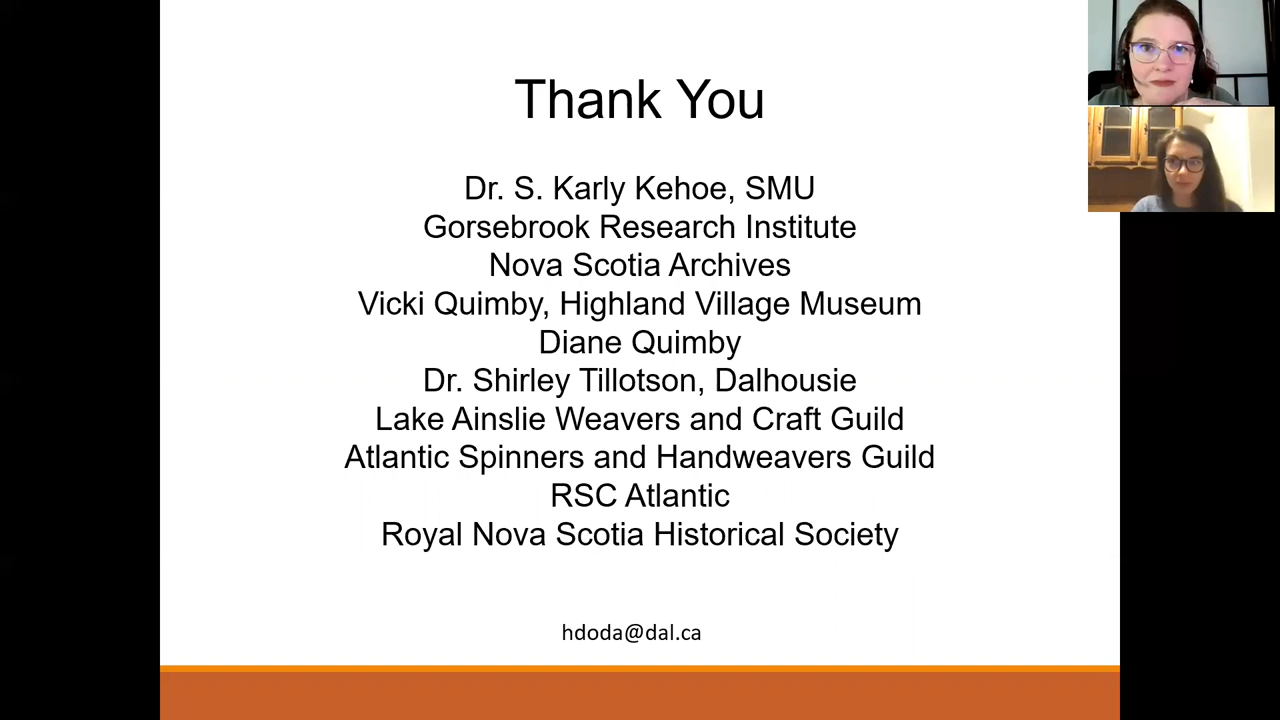 Thank You
Dr. S. Karly Kehoe, SMU
Gorsebrook Research Institute
Nova Scotia Archives
Vicki Quimby, Highland Village Museum
Diane Quimby
Dr. Shirley Tillotson, Dalhousie
Lake Ainslie Weavers and Craft Guild
Atlantic Spinners and Handweavers Guild
RSC Atlantic
Royal Nova Scotia Historical Society
hdoda@dal.ca